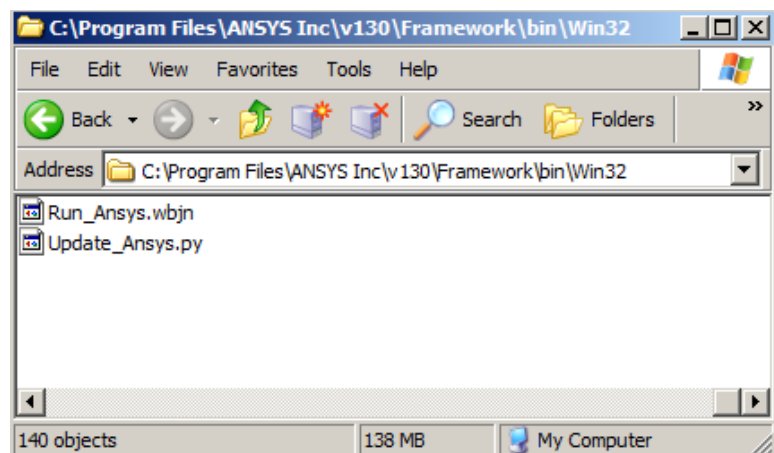 C:\Program Files\ANSYS Inc\v130\Framework\bin\Win32
File Edit View Favorites Tools Help
Back Search Folders »
Address C:\Program Files\ANSYS Inc\v130\Framework\bin\Win32
Run_Ansys.wbjn
Update_Ansys.py
140 objects 138 MB My Computer